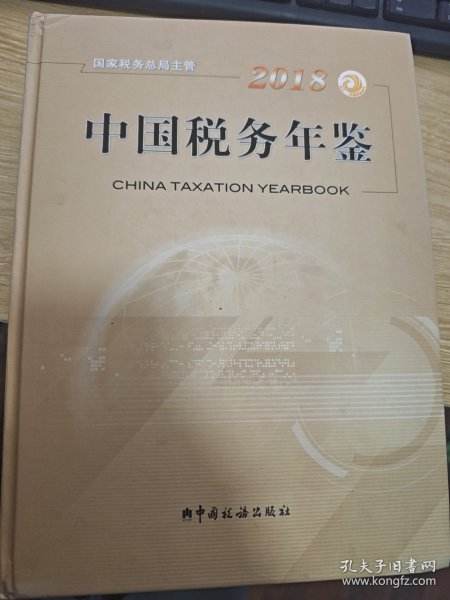 国家税务总局主管
2018
中国税务年鉴
CHINA TAXATION YEARBOOK
中国税务出版社
孔夫子旧书网
www.kongfz.com